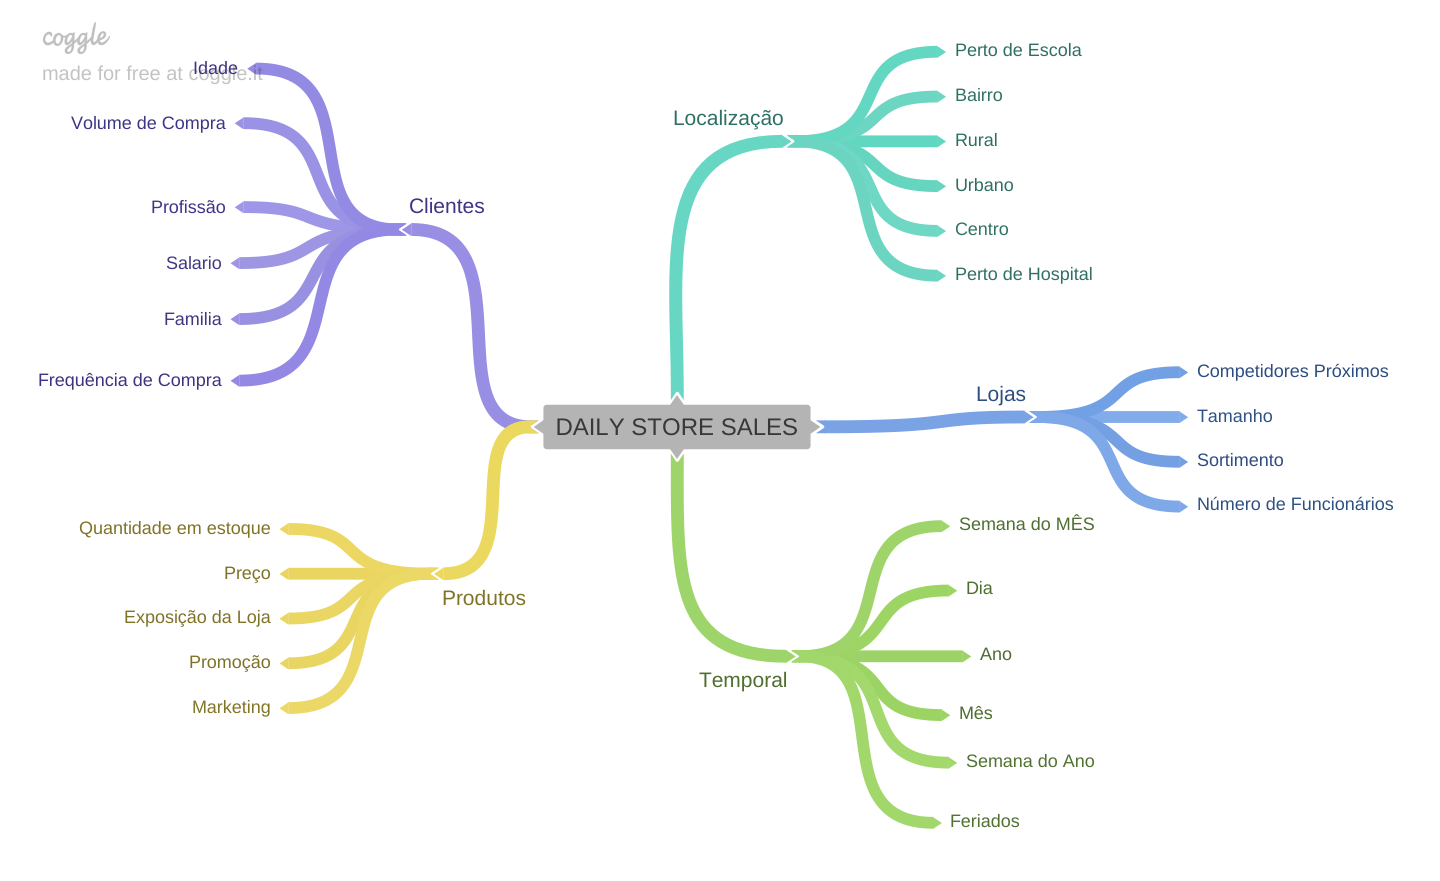 coggle
made for free at coggle.it
Idade
Volume de Compra
Profissão
Salario
Familia
Frequência de Compra
Clientes
Localização
Perto de Escola
Bairro
Rural
Urbano
Centro
Perto de Hospital
DAILY STORE SALES
Lojas
Competidores Próximos
Tamanho
Sortimento
Número de Funcionários
Quantidade em estoque
Preço
Exposição da Loja
Promoção
Marketing
Produtos
Temporal
Semana do MÊS
Dia
Ano
Mês
Semana do Ano
Feriados